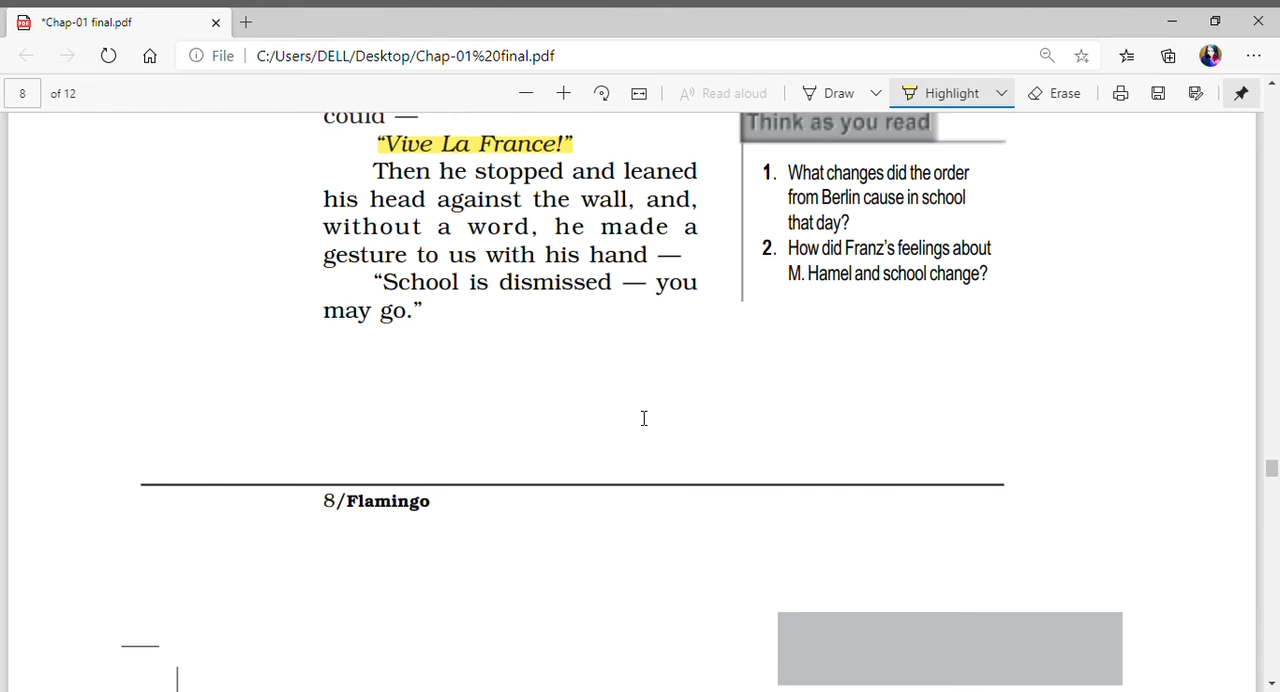 *Chap-01 final.pdf
File C:/Users/DELL/Desktop/Chap-01%20final.pdf
8 of 12 Read aloud Draw Highlight Erase
could —
“Vive La France!”
Then he stopped and leaned
his head against the wall, and,
without a word, he made a
gesture to us with his hand —
“School is dismissed — you
may go.”
Think as you read
1. What changes did the order
from Berlin cause in school
that day?
2. How did Franz’s feelings about
M. Hamel and school change?
8/Flamingo